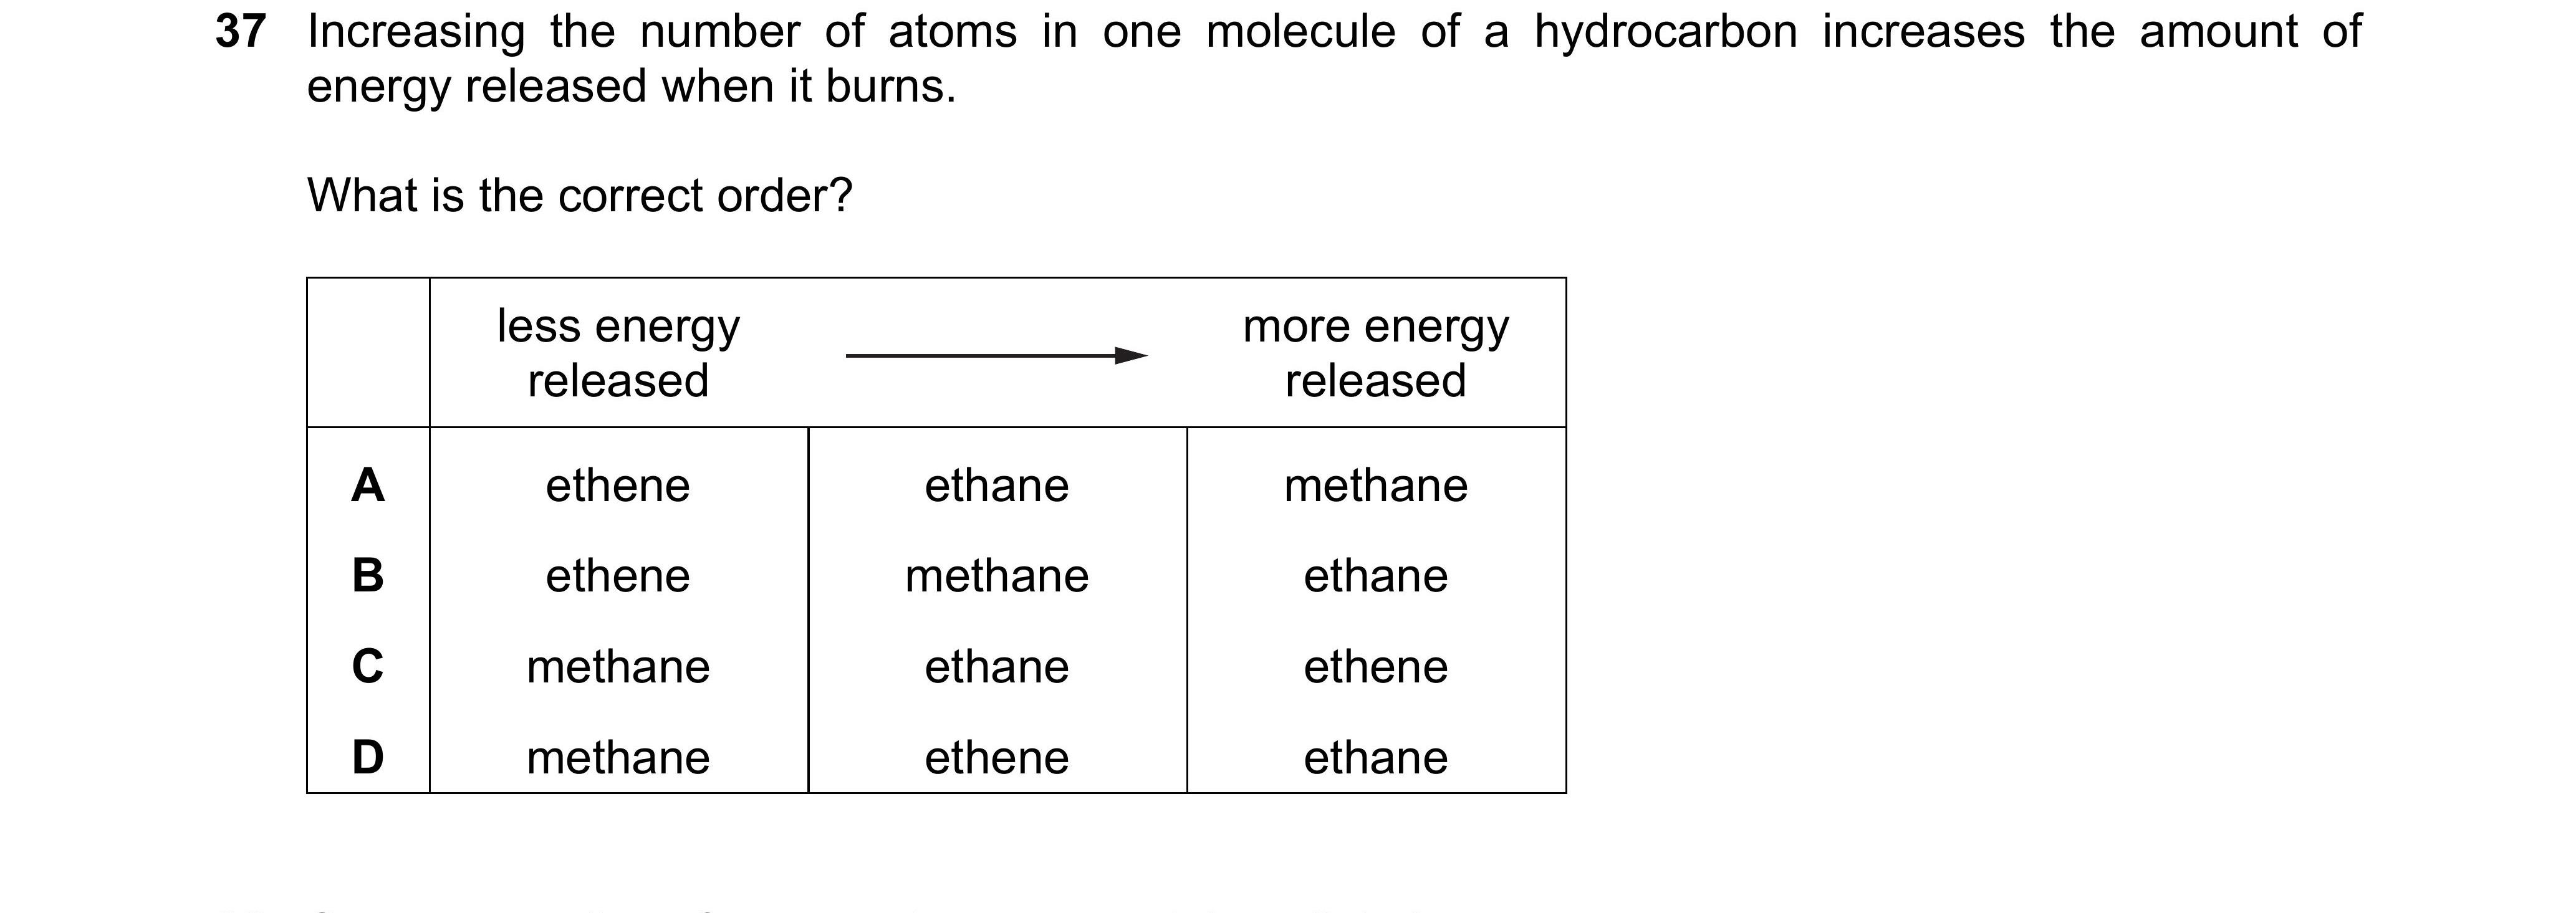 37 Increasing the number of atoms in one molecule of a hydrocarbon increases the amount of
energy released when it burns.
What is the correct order?
less energy released more energy released
A ethene ethane methane
B ethene methane ethane
C methane ethane ethene
D methane ethene ethane